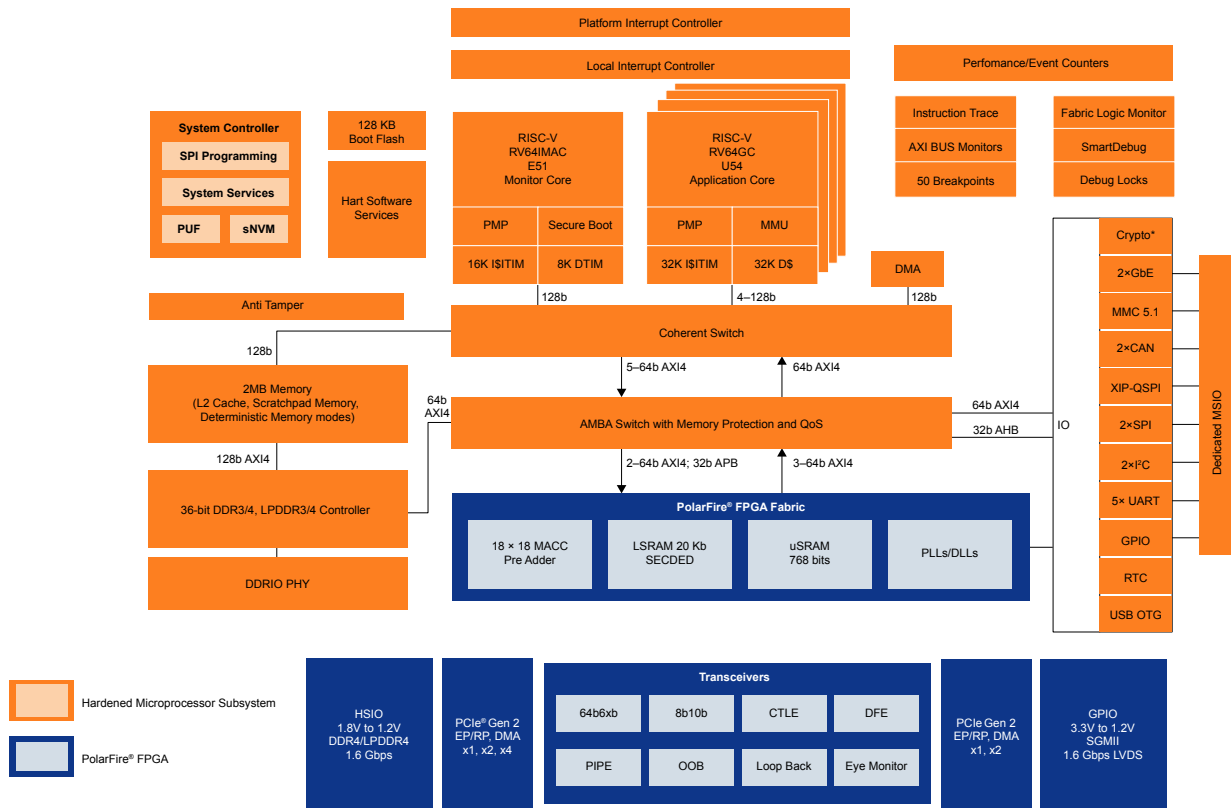 Platform Interrupt Controller
Local Interrupt Controller
Perfomance/Event Counters
System Controller
SPI Programming
System Services
PUF
sNVM
128 KB
Boot Flash
Hart Software
Services
RISC-V
RV64IMAC
E51
Monitor Core
PMP
Secure Boot
16K I$ITIM
8K DTIM
RISC-V
RV64GC
U54
Application Core
PMP
MMU
32K I$ITIM
32K D$
Instruction Trace
AXI BUS Monitors
50 Breakpoints
Fabric Logic Monitor
SmartDebug
Debug Locks
DMA
128b
4–128b
128b
Anti Tamper
Coherent Switch
128b
5–64b AXI4
64b AXI4
2MB Memory
(L2 Cache, Scratchpad Memory,
Deterministic Memory modes)
64b
AXI4
AMBA Switch with Memory Protection and QoS
64b AXI4
32b AHB
IO
128b AXI4
2–64b AXI4; 32b APB
3–64b AXI4
36-bit DDR3/4, LPDDR3/4 Controller
DDRIO PHY
PolarFire® FPGA Fabric
18 × 18 MACC
Pre Adder
LSRAM 20 Kb
SECDED
uSRAM
768 bits
PLLs/DLLs
Crypto*
2×GbE
MMC 5.1
2×CAN
XIP-QSPI
2×SPI
2×I²C
5× UART
GPIO
RTC
USB OTG
Dedicated MSIO
Hardened Microprocessor Subsystem
PolarFire® FPGA
HSIO
1.8V to 1.2V
DDR4/LPDDR4
1.6 Gbps
PCIe® Gen 2
EP/RP, DMA
x1, x2, x4
Transceivers
64b6xb
8b10b
CTLE
DFE
PIPE
OOB
Loop Back
Eye Monitor
PCIe Gen 2
EP/RP, DMA
x1, x2
GPIO
3.3V to 1.2V
SGMII
1.6 Gbps LVDS